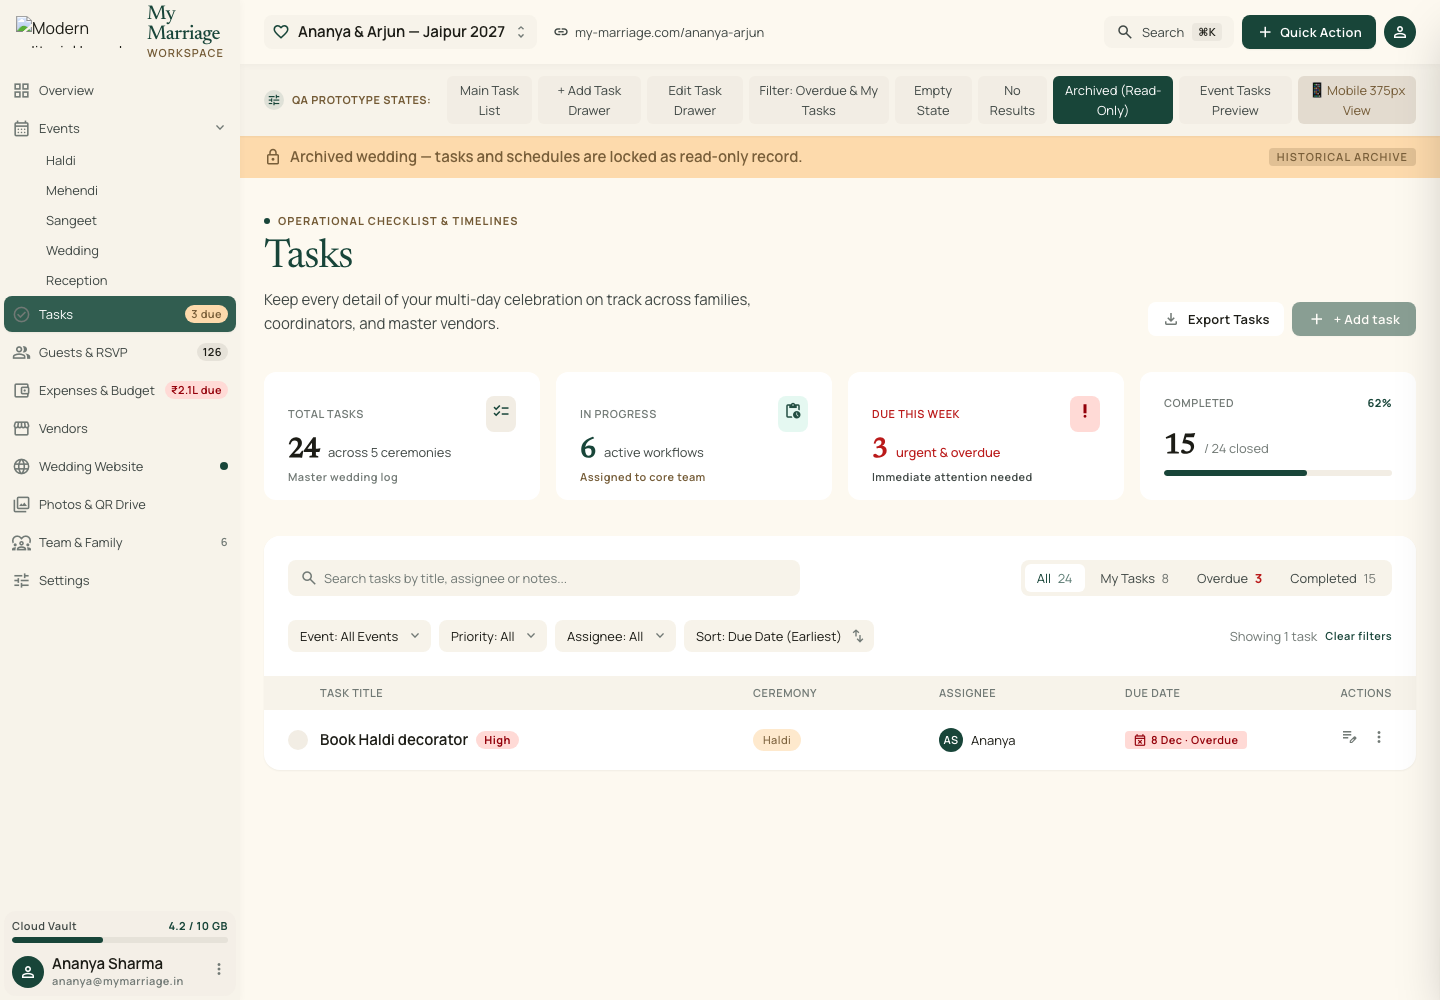 Modern
My
Marriage
WORKSPACE
Ananya & Arjun — Jaipur 2027
my-marriage.com/ananya-arjun
Search ⌘K
+ Quick Action
Overview
Events
Haldi
Mehendi
Sangeet
Wedding
Reception
Tasks 3 due
Guests & RSVP 126
Expenses & Budget ₹2.1L due
Vendors
Wedding Website
Photos & QR Drive
Team & Family 6
Settings
Cloud Vault 4.2 / 10 GB
Ananya Sharma
ananya@mymarriage.in
QA PROTOTYPE STATES:
Main Task
List
+ Add Task
Drawer
Edit Task
Drawer
Filter: Overdue & My
Tasks
Empty
State
No
Results
Archived (Read-
Only)
Event Tasks
Preview
Mobile 375px
View
Archived wedding — tasks and schedules are locked as read-only record.
HISTORICAL ARCHIVE
OPERATIONAL CHECKLIST & TIMELINES
Tasks
Keep every detail of your multi-day celebration on track across families,
coordinators, and master vendors.
Export Tasks
+ + Add task
TOTAL TASKS
24 across 5 ceremonies
Master wedding log
IN PROGRESS
6 active workflows
Assigned to core team
DUE THIS WEEK
3 urgent & overdue
Immediate attention needed
COMPLETED 62%
15 / 24 closed
Search tasks by title, assignee or notes...
All 24 My Tasks 8 Overdue 3 Completed 15
Event: All Events Priority: All Assignee: All Sort: Due Date (Earliest)
Showing 1 task Clear filters
TASK TITLE CEREMONY ASSIGNEE DUE DATE ACTIONS
Book Haldi decorator High Haldi AS Ananya 8 Dec · Overdue